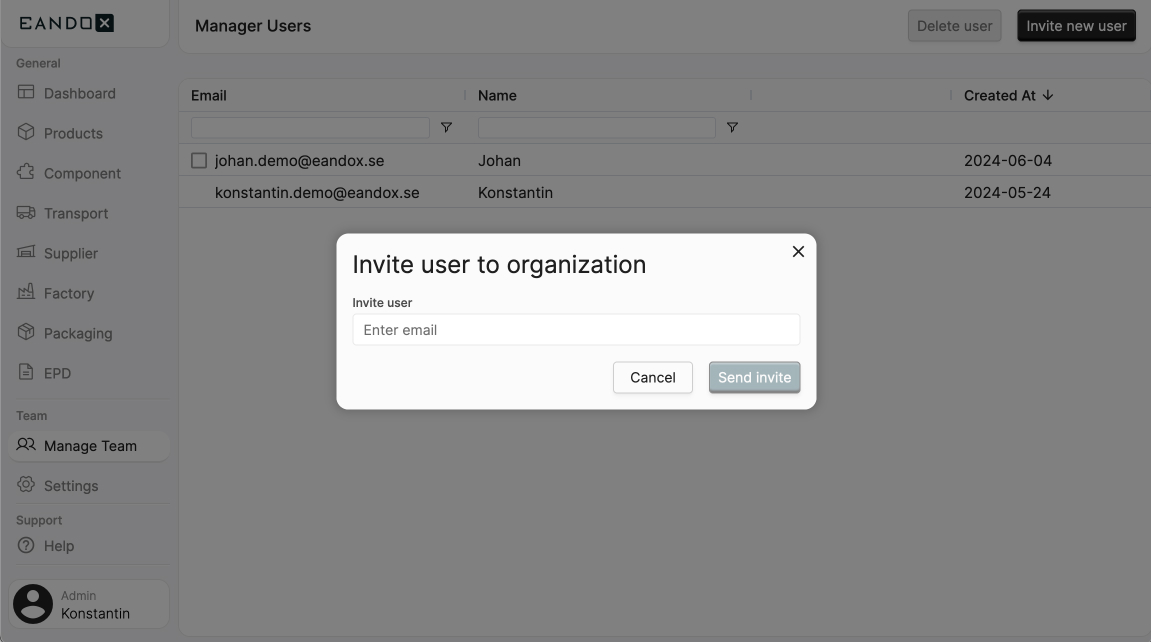 EANDOX
Manager Users
Delete user
Invite new user
General
Dashboard
Products
Component
Transport
Supplier
Factory
Packaging
EPD
Team
Manage Team
Settings
Support
Help
Admin
Konstantin
Email Name Created At
johan.demo@eandox.se Johan 2024-06-04
konstantin.demo@eandox.se Konstantin 2024-05-24
Invite user to organization
Invite user
Enter email
Cancel
Send invite